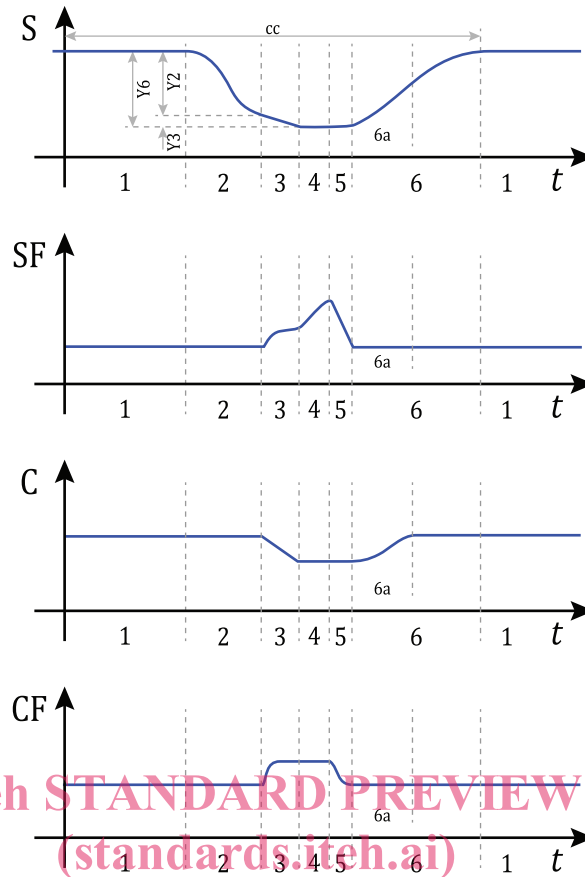 S
cc
Y6
Y2
Y3
6a
1 2 3 4 5 6 1 t
SF
6a
1 2 3 4 5 6 1 t
C
6a
1 2 3 4 5 6 1 t
CF
eh STANDARD PREVIEW
6a
(standards.iteh.ai)
1 2 3 4 5 6 1 t